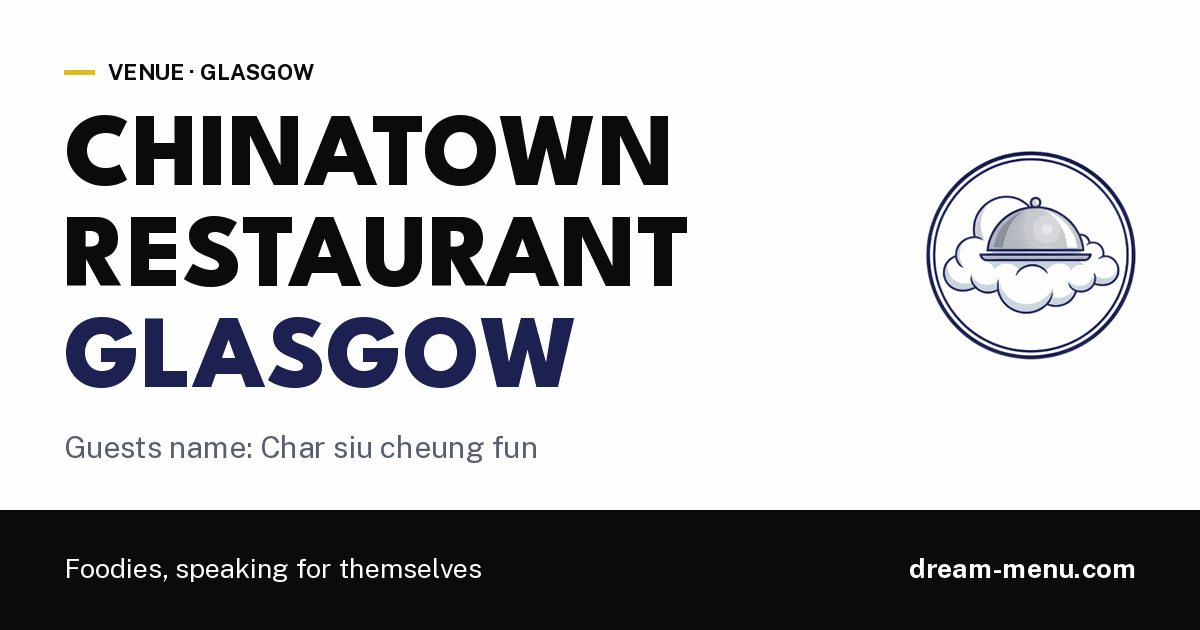 VENUE · GLASGOW
CHINATOWN
RESTAURANT
GLASGOW
Guests name: Char siu cheung fun
Foodies, speaking for themselves
dream-menu.com